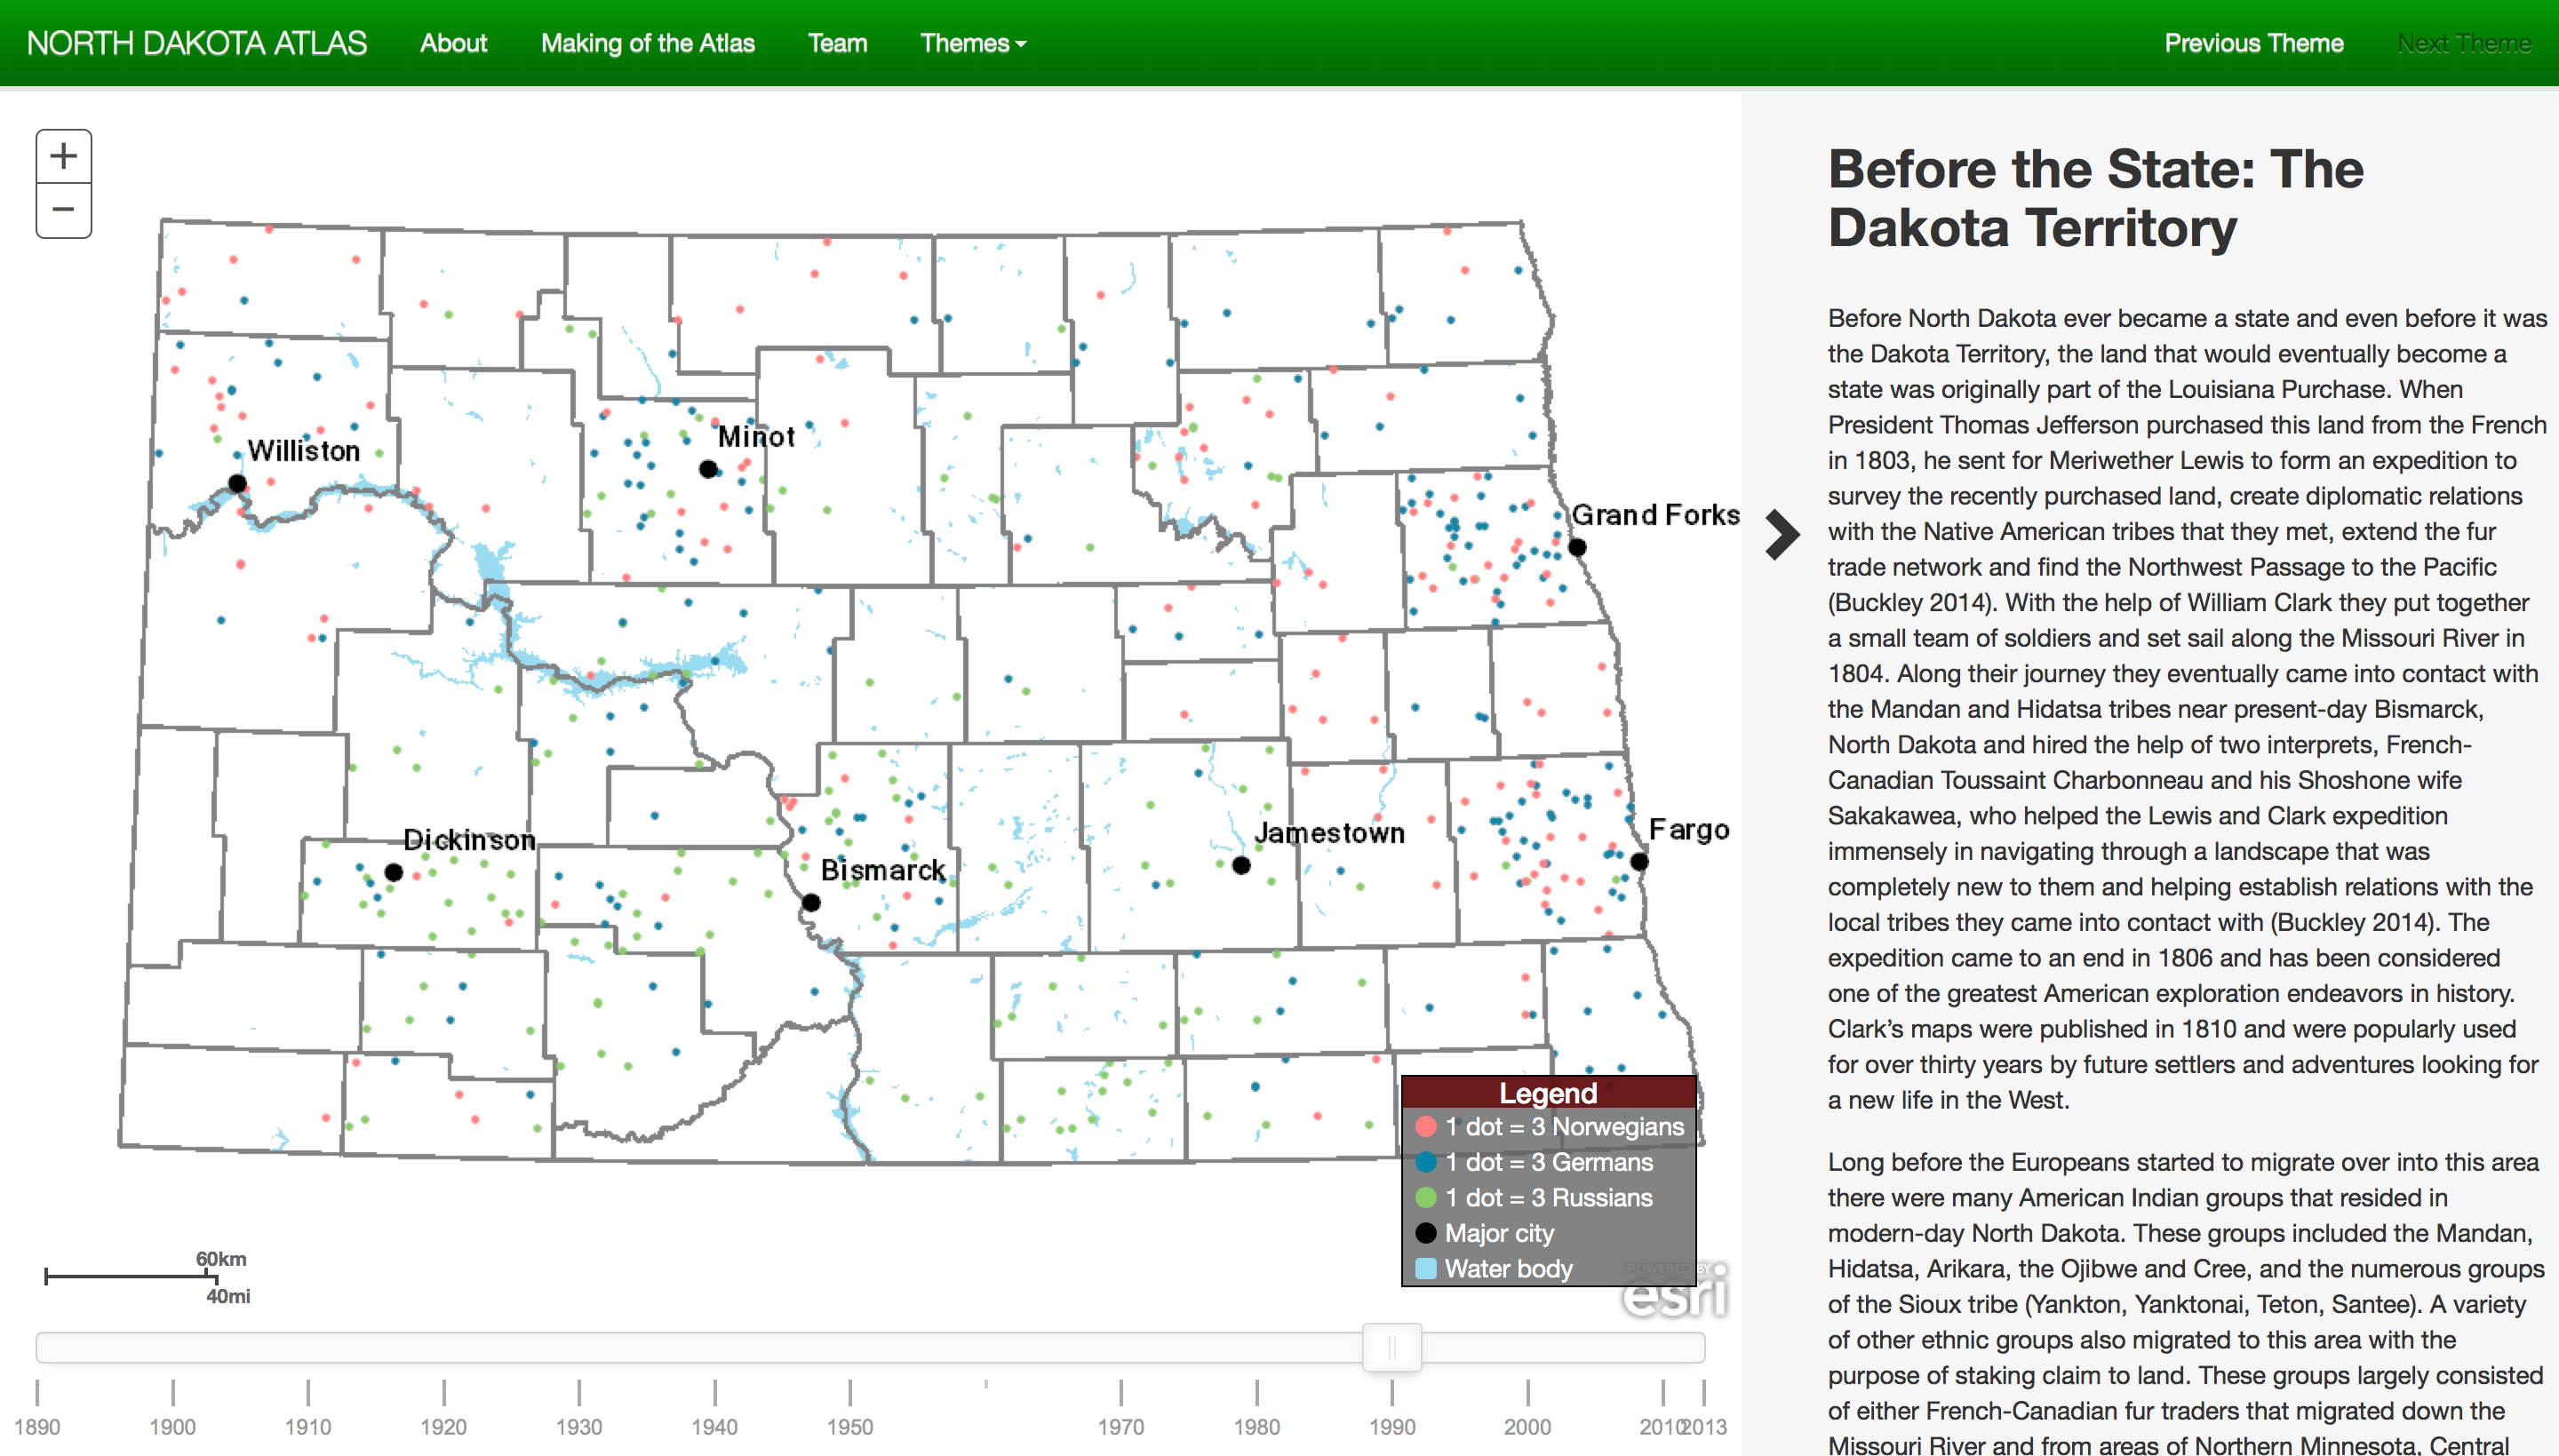 NORTH DAKOTA ATLAS About Making of the Atlas Team Themes Previous Theme Next Theme
+
−
Williston
Minot
Grand Forks
Dickinson
Bismarck
Jamestown
Fargo
Legend
1 dot = 3 Norwegians
1 dot = 3 Germans
1 dot = 3 Russians
Major city
Water body
POWERED BY
esri
60km
40mi
1890 1900 1910 1920 1930 1940 1950 1970 1980 1990 2000 2010 2013
Before the State: The
Dakota Territory
Before North Dakota ever became a state and even before it was
the Dakota Territory, the land that would eventually become a
state was originally part of the Louisiana Purchase. When
President Thomas Jefferson purchased this land from the French
in 1803, he sent for Meriwether Lewis to form an expedition to
survey the recently purchased land, create diplomatic relations
with the Native American tribes that they met, extend the fur
trade network and find the Northwest Passage to the Pacific
(Buckley 2014). With the help of William Clark they put together
a small team of soldiers and set sail along the Missouri River in
1804. Along their journey they eventually came into contact with
the Mandan and Hidatsa tribes near present-day Bismarck,
North Dakota and hired the help of two interprets, French-
Canadian Toussaint Charbonneau and his Shoshone wife
Sakakawea, who helped the Lewis and Clark expedition
immensely in navigating through a landscape that was
completely new to them and helping establish relations with the
local tribes they came into contact with (Buckley 2014). The
expedition came to an end in 1806 and has been considered
one of the greatest American exploration endeavors in history.
Clark's maps were published in 1810 and were popularly used
for over thirty years by future settlers and adventures looking for
a new life in the West.
Long before the Europeans started to migrate over into this area
there were many American Indian groups that resided in
modern-day North Dakota. These groups included the Mandan,
Hidatsa, Arikara, the Ojibwe and Cree, and the numerous groups
of the Sioux tribe (Yankton, Yanktonai, Teton, Santee). A variety
of other ethnic groups also migrated to this area with the
purpose of staking claim to land. These groups largely consisted
of either French-Canadian fur traders that migrated down the
Missouri River and from areas of Northern Minnesota, Central